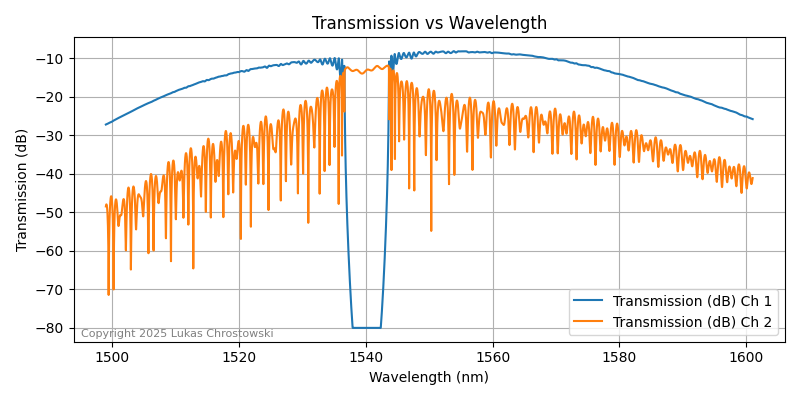 Transmission vs Wavelength
Transmission (dB)
−10
−20
−30
−40
−50
−60
−70
−80
Transmission (dB) Ch 1
Transmission (dB) Ch 2
Copyright 2025 Lukas Chrostowski
1500
1520
1540
1560
1580
1600
Wavelength (nm)